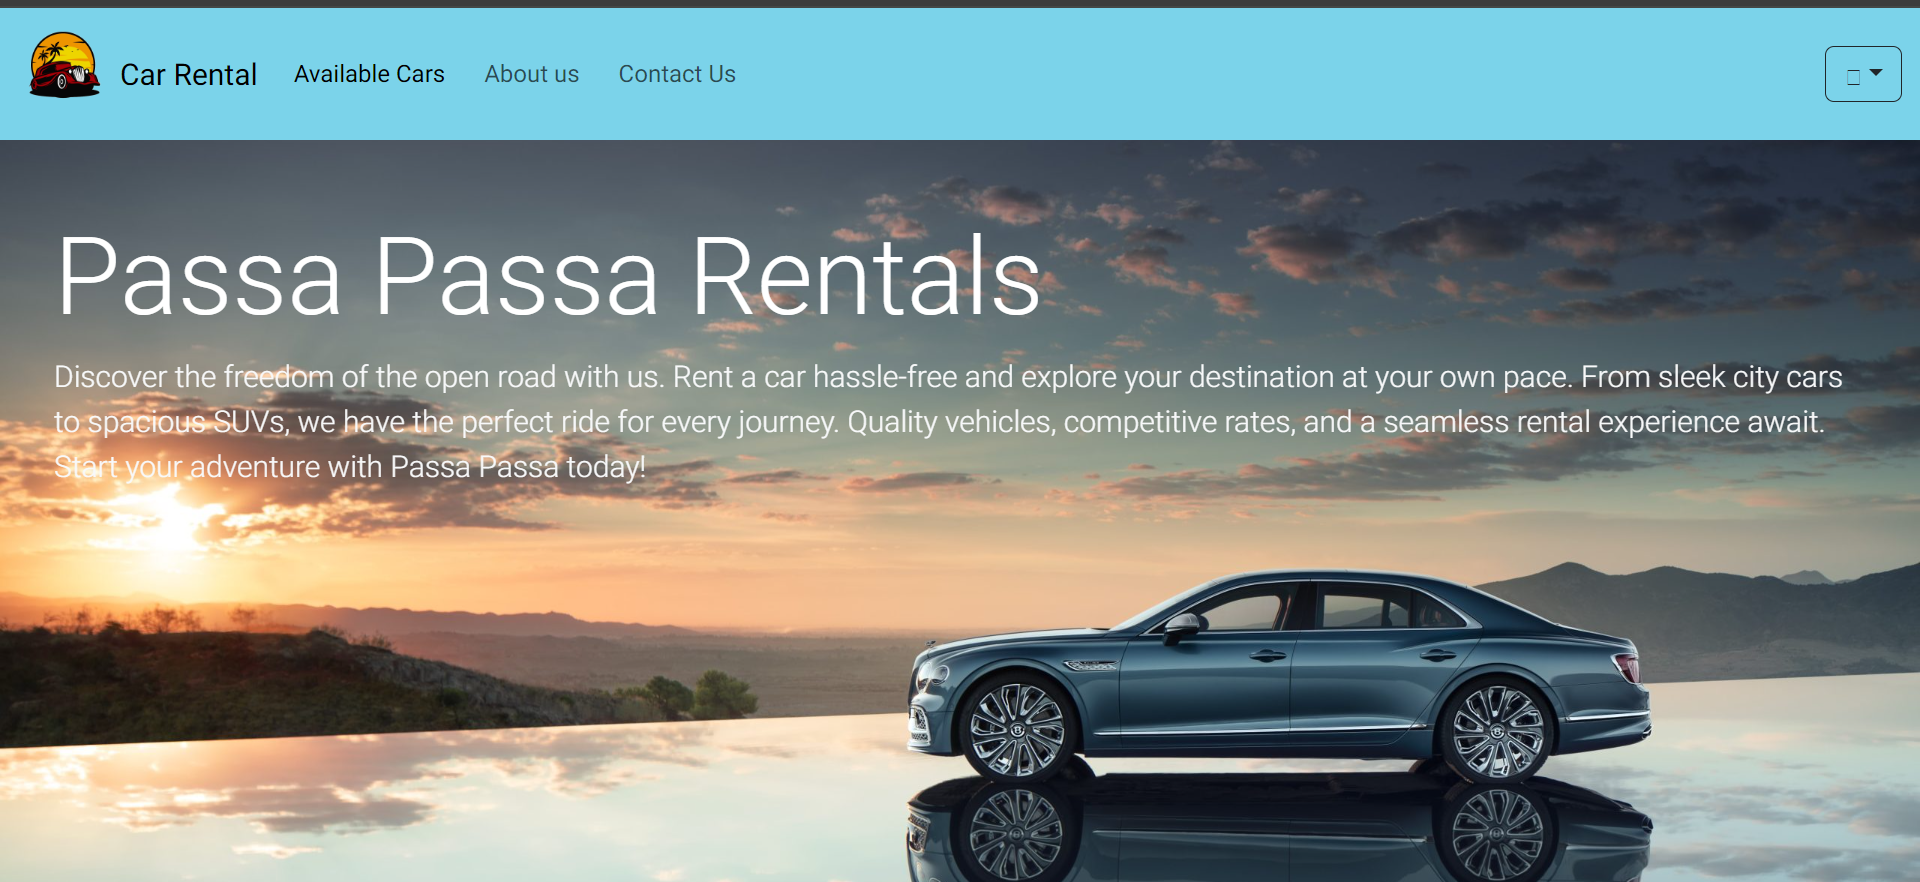 Car Rental
Available Cars
About us
Contact Us
Passa Passa Rentals
Discover the freedom of the open road with us. Rent a car hassle-free and explore your destination at your own pace. From sleek city cars
to spacious SUVs, we have the perfect ride for every journey. Quality vehicles, competitive rates, and a seamless rental experience await.
Start your adventure with Passa Passa today!